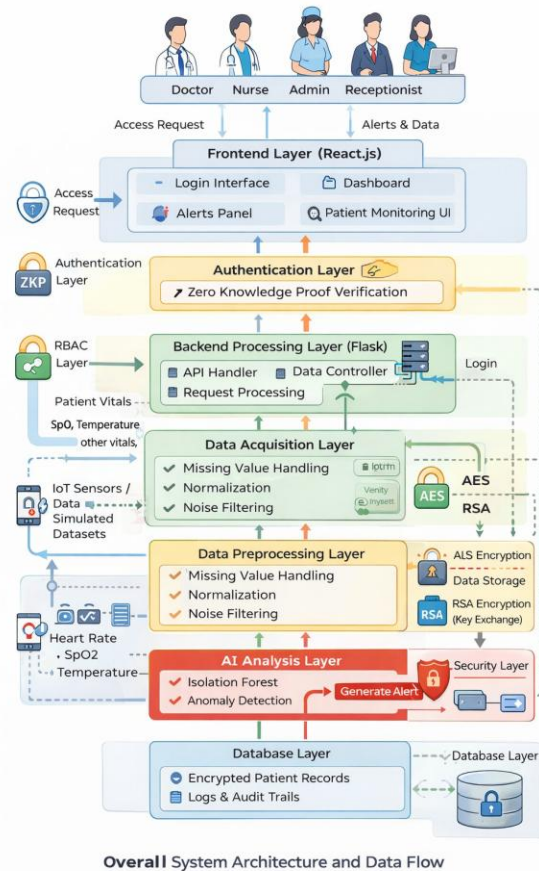 Doctor Nurse Admin Receptionist
Access Request
Alerts & Data
Frontend Layer (React.js)
Login Interface
Dashboard
Alerts Panel
Patient Monitoring UI
Access
Request
ZKP
Authentication
Layer
Authentication Layer
Zero Knowledge Proof Verification
RBAC
Layer
Backend Processing Layer (Flask)
API Handler
Data Controller
Request Processing
Login
Patient Vitals
SpO, Temperature
other vitals,
Data Acquisition Layer
Missing Value Handling
Normalization
Noise Filtering
Venity
AES
AES
RSA
IoT Sensors /
Data
Simulated
Datasets
Data Preprocessing Layer
Missing Value Handling
Normalization
Noise Filtering
ALS Encryption
Data Storage
RSA
RSA Encryption
(Key Exchange)
Heart Rate
. SpO2
Temperature
AI Analysis Layer
Isolation Forest
Anomaly Detection
Generate Alert
Security Layer
Database Layer
Encrypted Patient Records
Logs & Audit Trails
Database Layer
Overall System Architecture and Data Flow